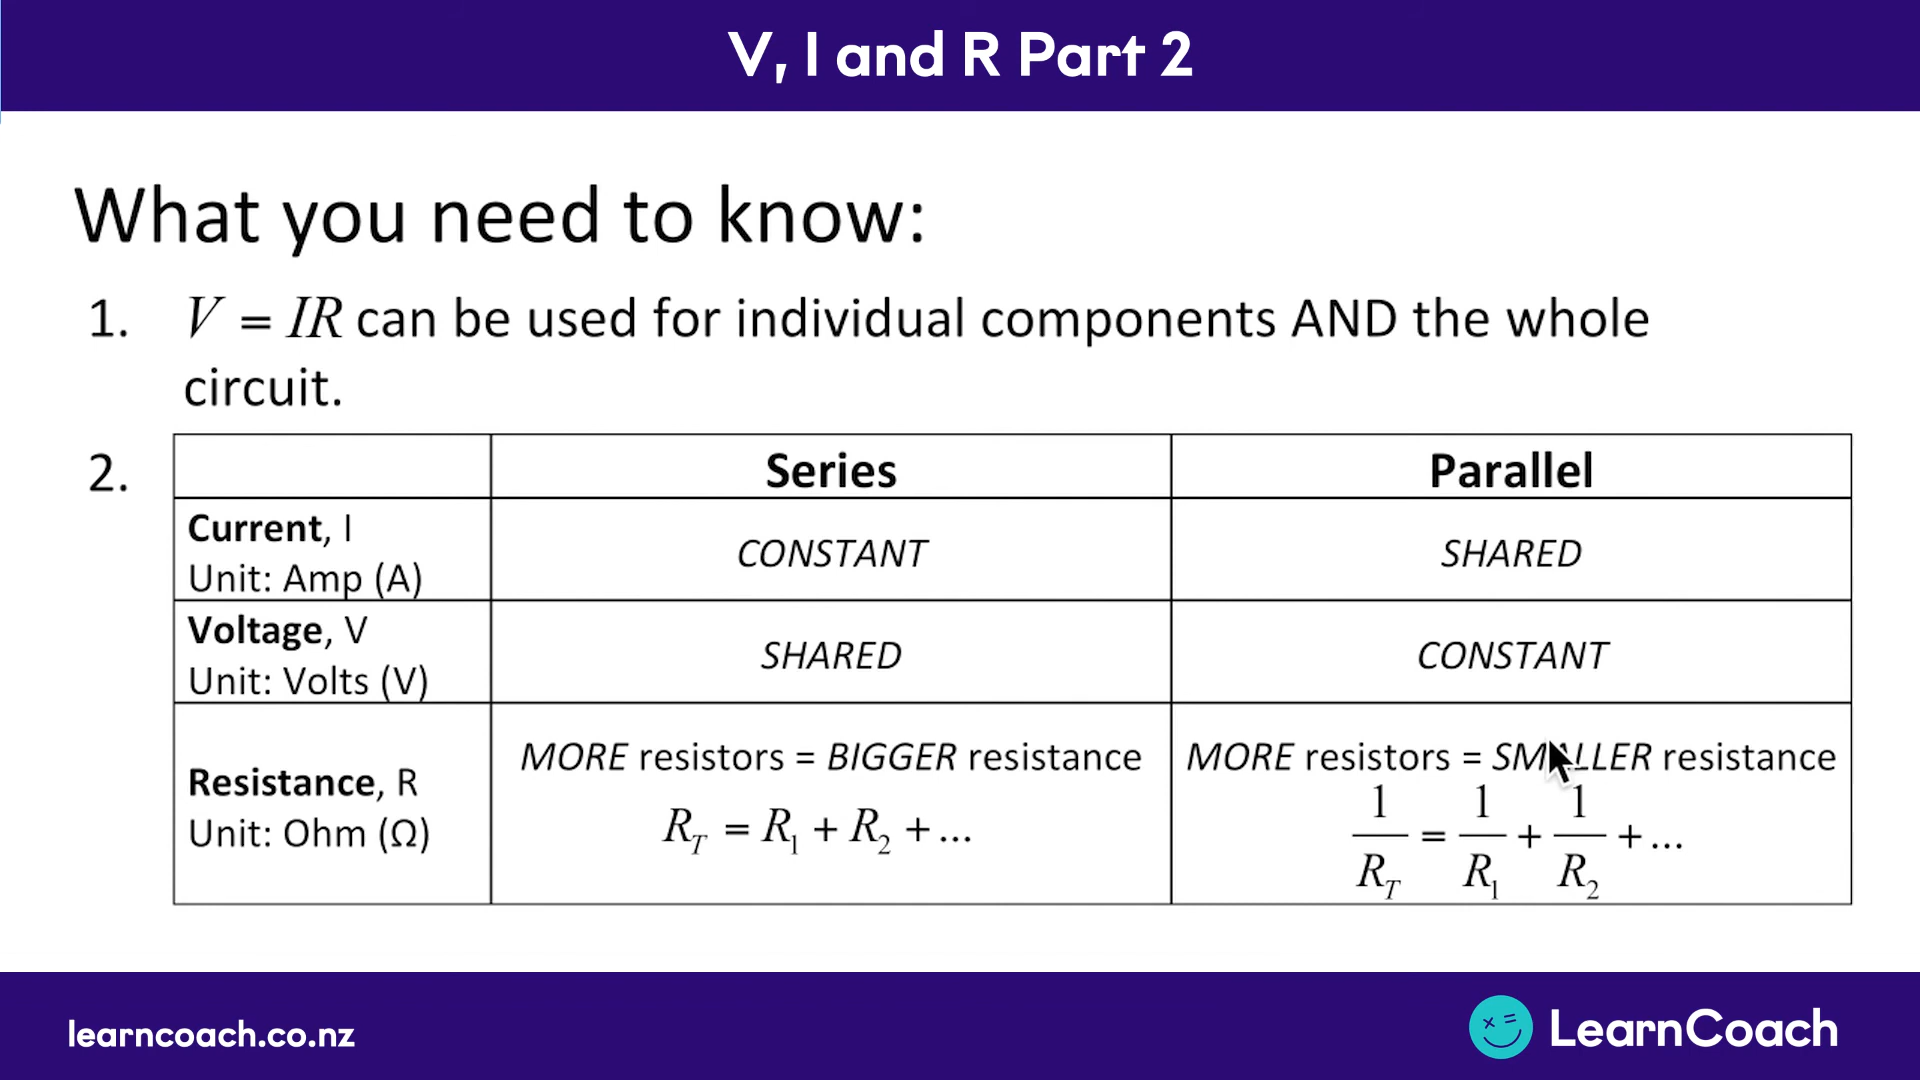 V, I and R Part 2
What you need to know:
1. V = IR can be used for individual components AND the whole
circuit.
2.
Series Parallel
Current, I
Unit: Amp (A)
CONSTANT SHARED
Voltage, V
Unit: Volts (V)
SHARED CONSTANT
Resistance, R
Unit: Ohm (Ω)
MORE resistors = BIGGER resistance
R_T = R_1 + R_2 + ...
MORE resistors = SMALLER resistance
1/R_T = 1/R_1 + 1/R_2 + ...
learncoach.co.nz
LearnCoach